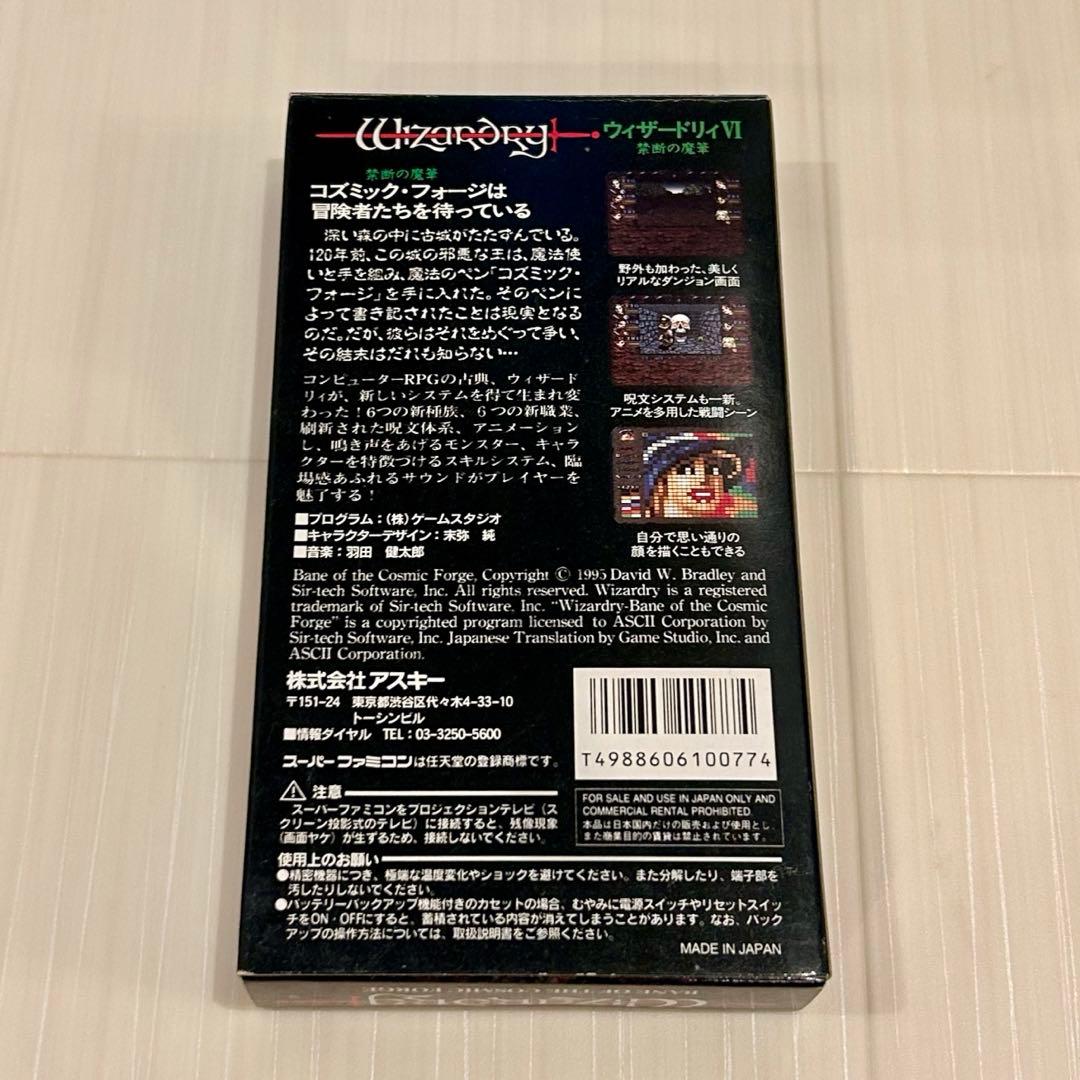 Wizardry
ウィザードリィVI
禁断の魔筆
禁断の魔筆
コズミック・フォージは
冒険者たちを待っている
深い森の中に古城がたたずんでいる。
120年前、この城の邪悪な王は、魔法使
いと手を組み、魔法のペン「コズミック・
フォージ」を手に入れた。そのペンに
よって書き記されたことは現実となる
のだ。だが、彼らはそれをめぐって争い、
その結末はだれも知らない…
コンピューターRPGの古典、ウィザード
リィが、新しいシステムを得て生まれ変
わった！6つの新種族、6つの新職業、
刷新された呪文体系、アニメーション
し、鳴き声をあげるモンスター、キャラ
クターを特徴づけるスキルシステム、臨
場感あふれるサウンドがプレイヤーを
魅了する！
■プログラム：(株)ゲームスタジオ
■キャラクターデザイン：末弥 純
■音楽：羽田 健太郎
野外も加わった、美しく
リアルなダンジョン画面
呪文システムも一新。
アニメを多用した戦闘シーン
自分で思い通りの
顔を描くこともできる
Bane of the Cosmic Forge, Copyright © 1995 David W. Bradley and
Sir-tech Software, Inc. All rights reserved. Wizardry is a registered
trademark of Sir-tech Software, Inc. “Wizardry-Bane of the Cosmic
Forge” is a copyrighted program licensed to ASCII Corporation by
Sir-tech Software, Inc. Japanese Translation by Game Studio, Inc. and
ASCII Corporation.
株式会社アスキー
〒151-24 東京都渋谷区代々木4-33-10
トーシンビル
■情報ダイヤル TEL：03-3250-5600
スーパーファミコンは任天堂の登録商標です。
T4988606100774
注意
スーパーファミコンをプロジェクションテレビ（ス
クリーン投影式のテレビ）に接続すると、残像現象
（画面ヤケ）が生ずるため、接続しないでください。
FOR SALE AND USE IN JAPAN ONLY AND
COMMERCIAL RENTAL PROHIBITED.
本品は日本国内だけの販売および使用とし、
また商業目的の賃貸は禁止されています。
使用上のお願い
●精密機器につき、極端な温度変化やショックを避けてください。また分解したり、端子部を
汚したりしないでください。
●バッテリーバックアップ機能付きのカセットの場合、むやみに電源スイッチやリセットスイッ
チをON・OFFにすると、蓄積されている内容が消えてしまうことがあります。なお、バック
アップの操作方法については、取扱説明書をご参照ください。
MADE IN JAPAN
Wizardry
BANE OF THE COSMIC FORGE